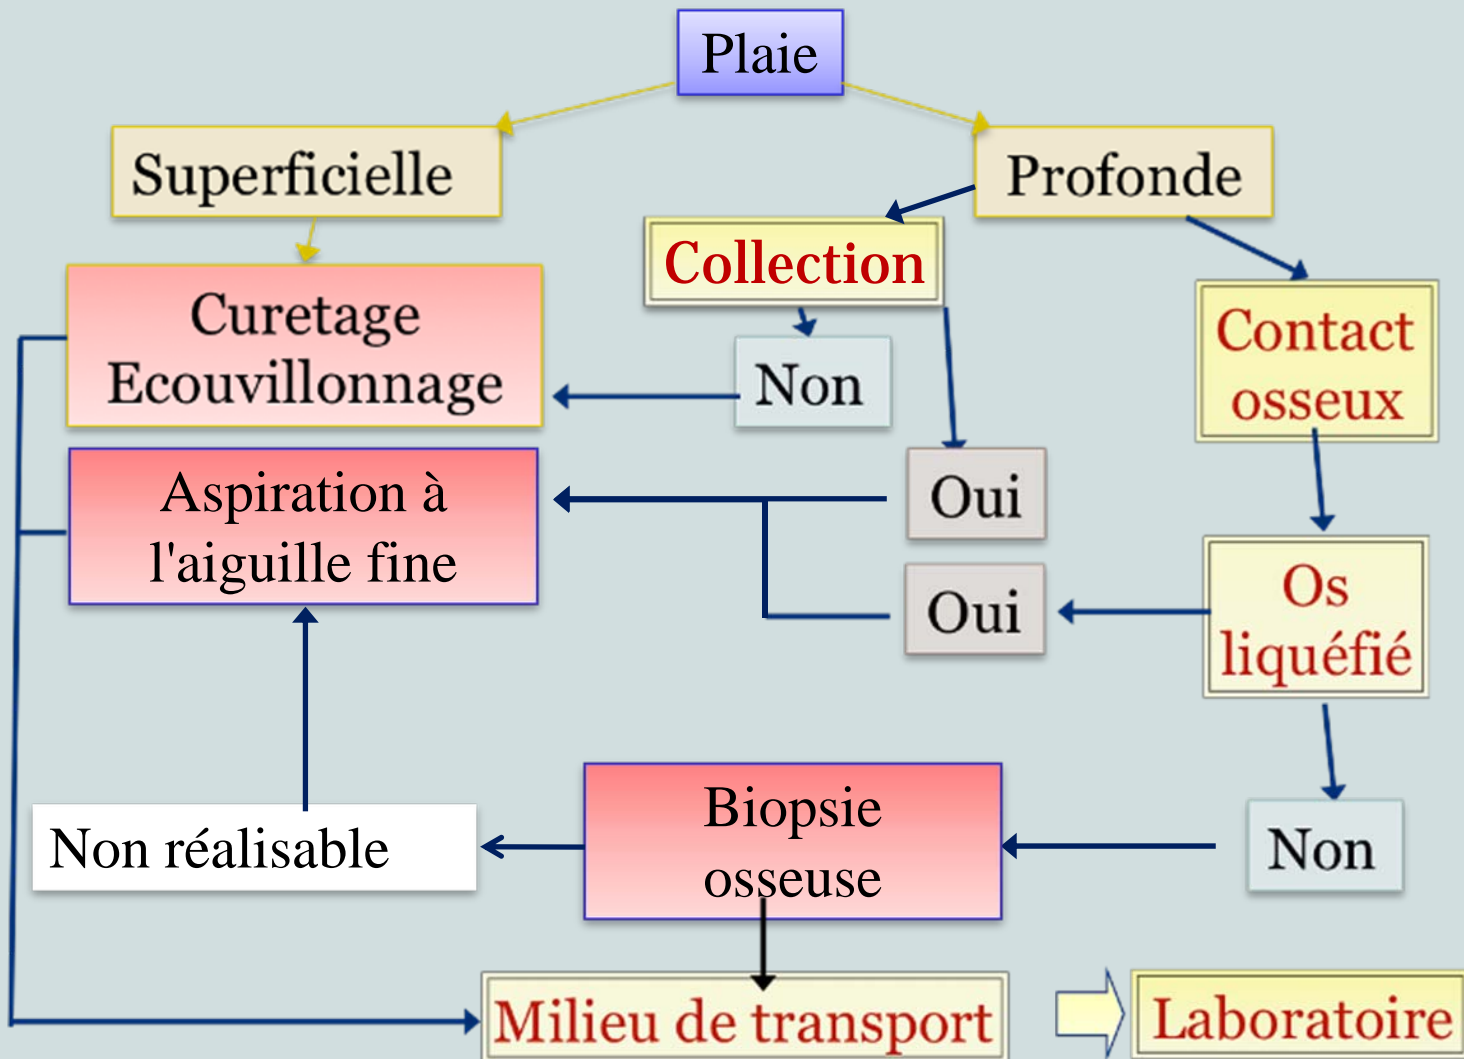 Plaie
Superficielle
Profonde
Collection
Curetage
Ecouvillonnage
Non
Contact
osseux
Aspiration à
l'aiguille fine
Oui
Oui
Os
liquéfié
Non réalisable
Biopsie
osseuse
Non
Milieu de transport
Laboratoire